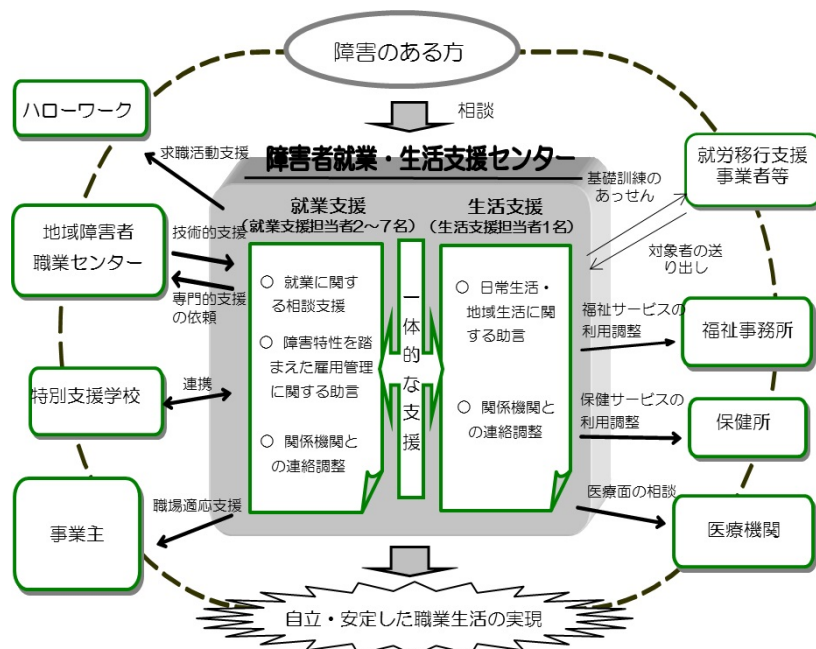 障害のある方
相談
ハローワーク
求職活動支援
障害者就業・生活支援センター
基礎訓練の
あっせん
就労移行支援
事業者等
対象者の送
り出し
地域障害者
職業センター
技術的支援
専門的支援
の依頼
就業支援
(就業支援担当者2～7名)
○ 就業に関す
る相談支援
○ 障害特性を踏
まえた雇用管理
に関する助言
○ 関係機関と
の連絡調整
一体的な支援
生活支援
(生活支援担当者1名)
○ 日常生活・
地域生活に関
する助言
○ 関係機関と
の連絡調整
福祉サービスの
利用調整
福祉事務所
特別支援学校
連携
保健サービスの
利用調整
保健所
事業主
職場適応支援
医療面の相談
医療機関
自立・安定した職業生活の実現